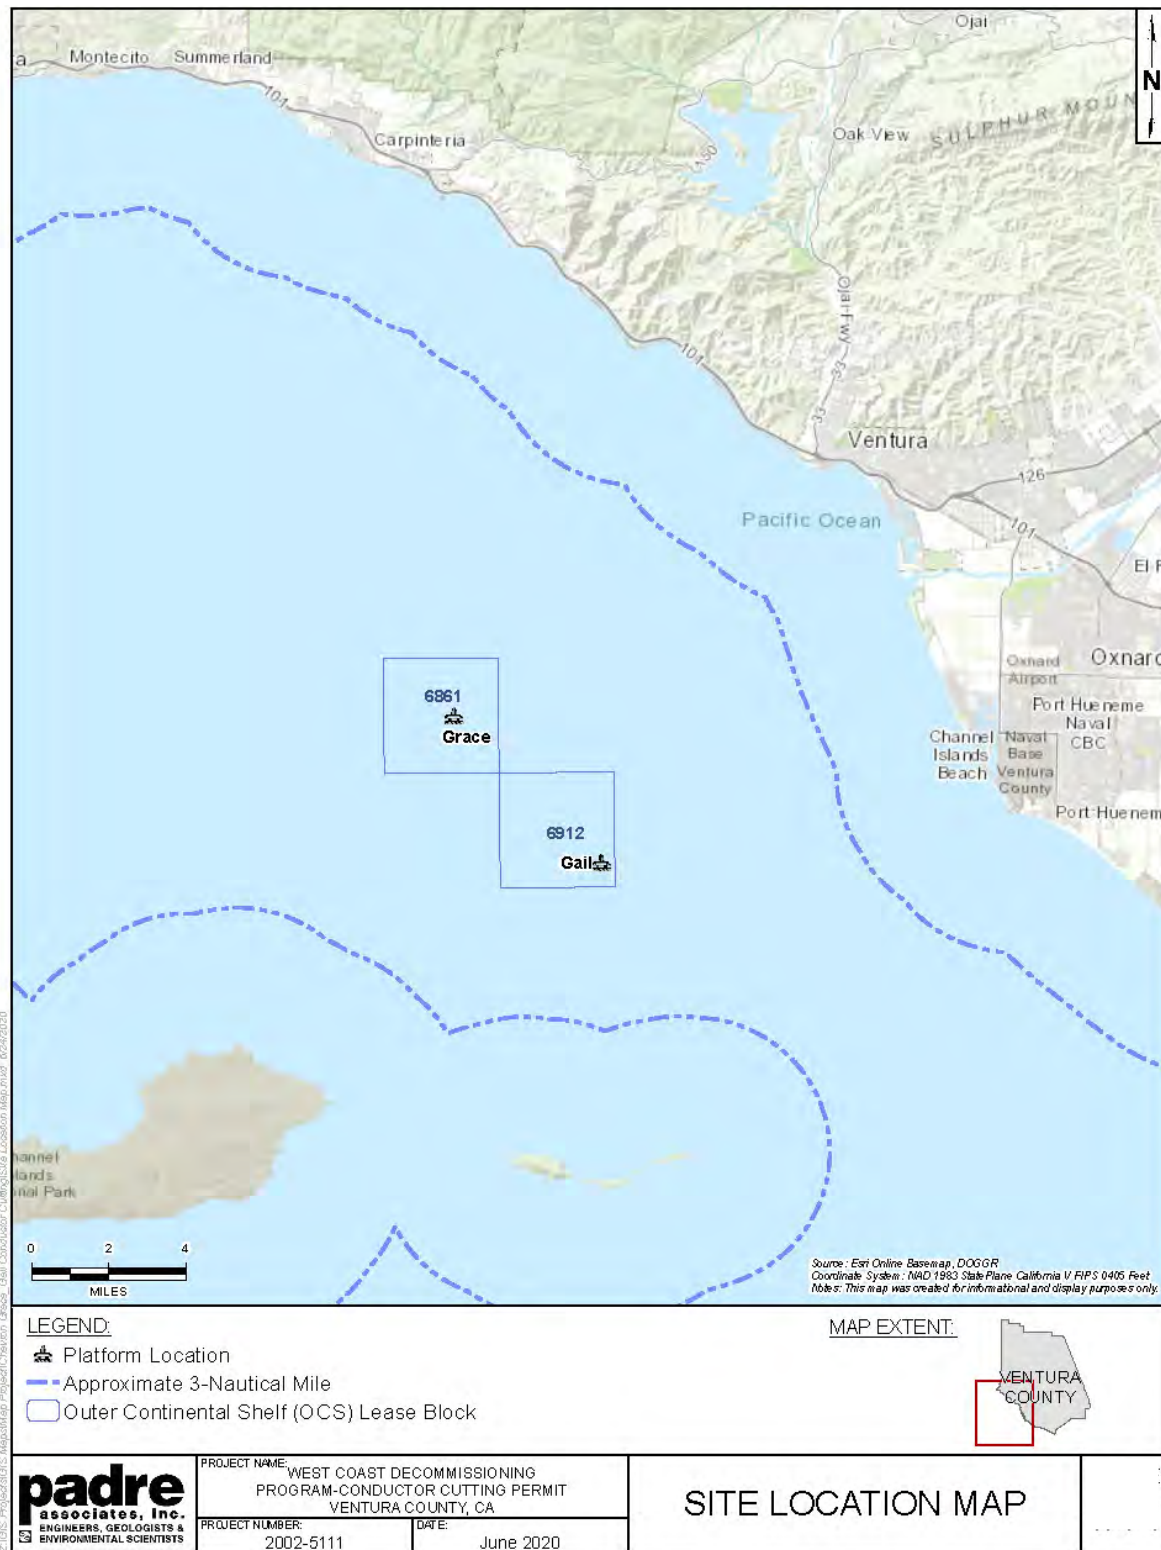 Ojai
Montecito
Summerland
N
101
SULPHUR MOUN
Oak View
Carpinteria
150
Ojai Fwy
33
33
101
Ventura
126
Pacific Ocean
101
El R
6861
Grace
Oxnard
Airport
Oxnard
Port Hueneme
Naval
CBC
Channel
Islands
Beach
Naval
Base
Ventura
County
6912
Gail
Port Huenem
hannel
lands
onal Park
0 2 4
MILES
Source: Esri Online Basemap, DOGGR
Coordinate System: NAD 1983 StatePlane California V FIPS 0405 Feet
Notes: This map was created for informational and display purposes only.
LEGEND:
Platform Location
Approximate 3-Nautical Mile
Outer Continental Shelf (OCS) Lease Block
MAP EXTENT:
VENTURA
COUNTY
padre
associates, inc.
ENGINEERS, GEOLOGISTS &
ENVIRONMENTAL SCIENTISTS
PROJECT NAME:
WEST COAST DECOMMISSIONING
PROGRAM-CONDUCTOR CUTTING PERMIT
VENTURA COUNTY, CA
PROJECT NUMBER:
2002-5111
DATE:
June 2020
SITE LOCATION MAP